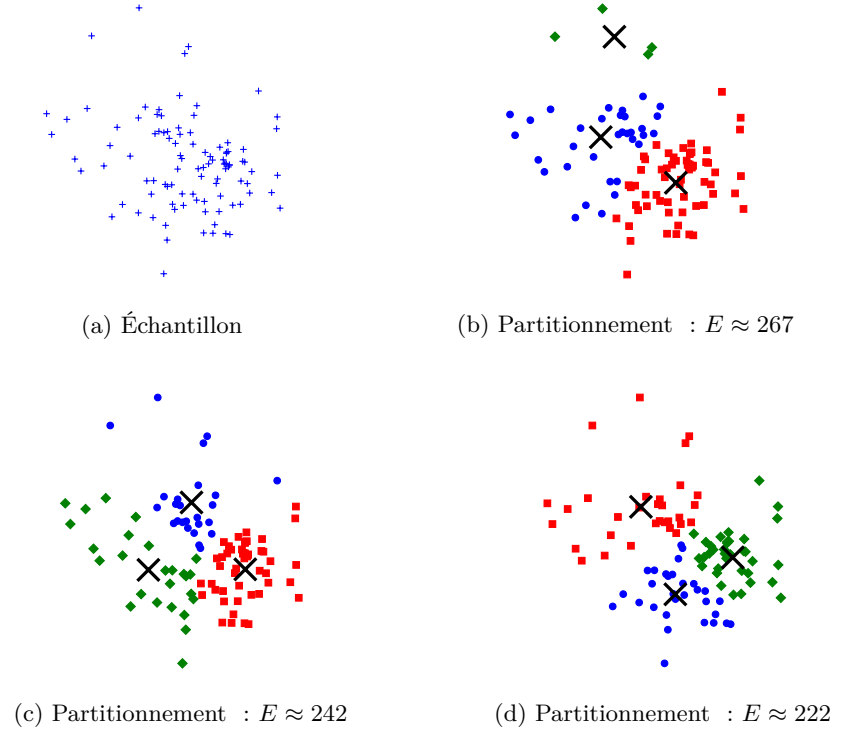 (a) Échantillon
(b) Partitionnement : E ≈ 267
(c) Partitionnement : E ≈ 242
(d) Partitionnement : E ≈ 222